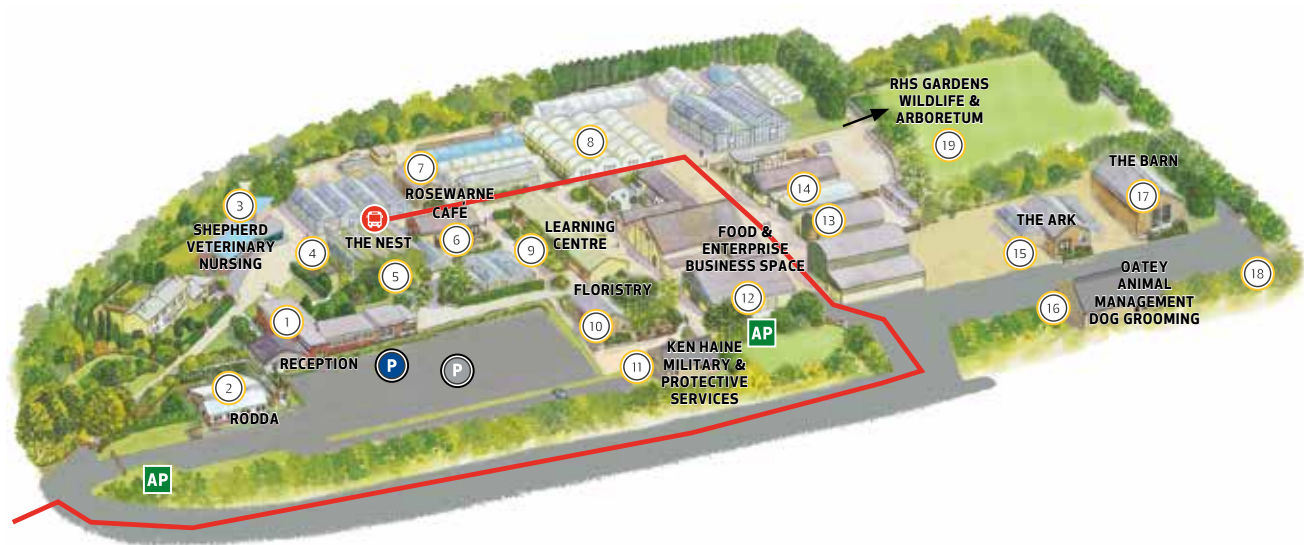 RHS GARDENS
WILDLIFE &
ARBORETUM
19
THE BARN
17
8
7
14
ROSEWARNE
CAFÉ
3
SHEPHERD
VETERINARY
NURSING
THE NEST
4
6
LEARNING
CENTRE
9
13
FOOD &
ENTERPRISE
BUSINESS SPACE
THE ARK
15
5
OATEY
ANIMAL
MANAGEMENT
DOG GROOMING
18
16
FLORISTRY
12
1
10
AP
RECEPTION
P
P
11
KEN HAINE
MILITARY &
PROTECTIVE
SERVICES
2
RODDA
AP